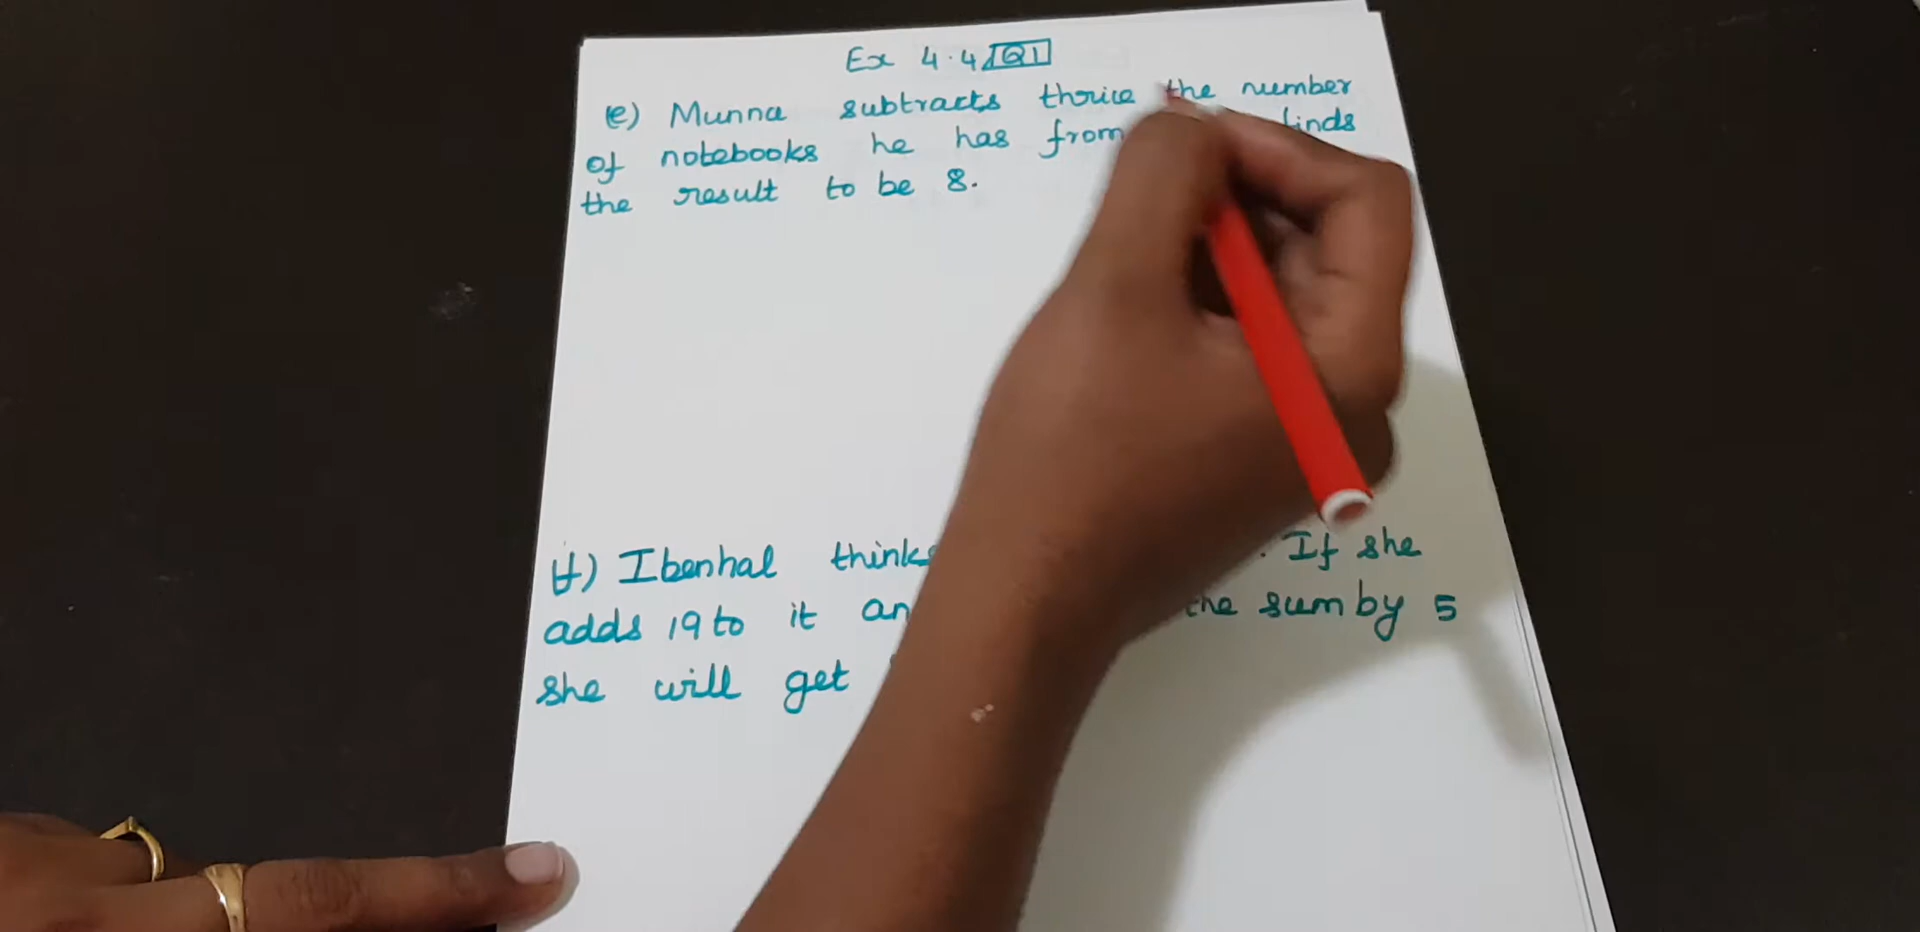 Ex 4.4 Q1
(e) Munna subtracts thrice the number
of notebooks he has from finds
the result to be 8.
(f) Ibenhal thinks . If she
adds 19 to it an the sum by 5
she will get